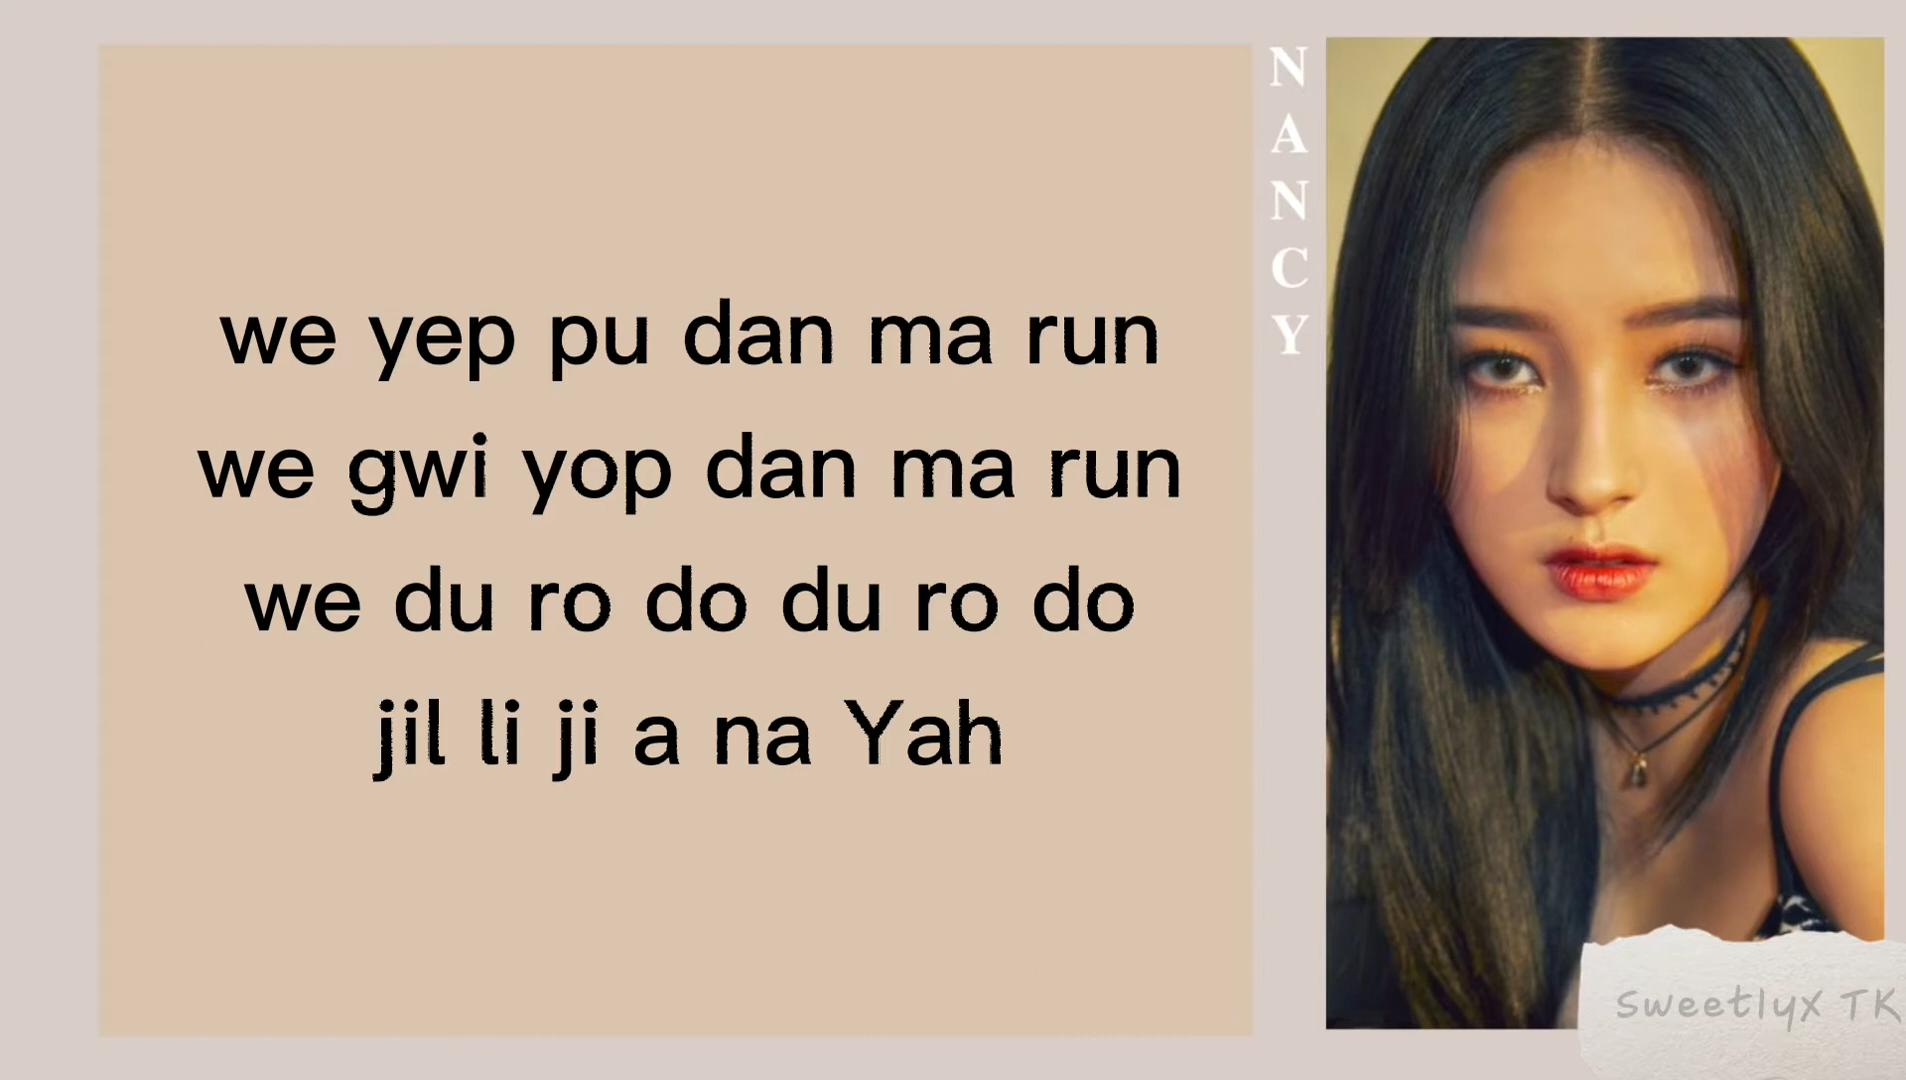 we yep pu dan ma run
we gwi yop dan ma run
we du ro do du ro do
jil li ji a na Yah
NANCY
Sweetlyx TK